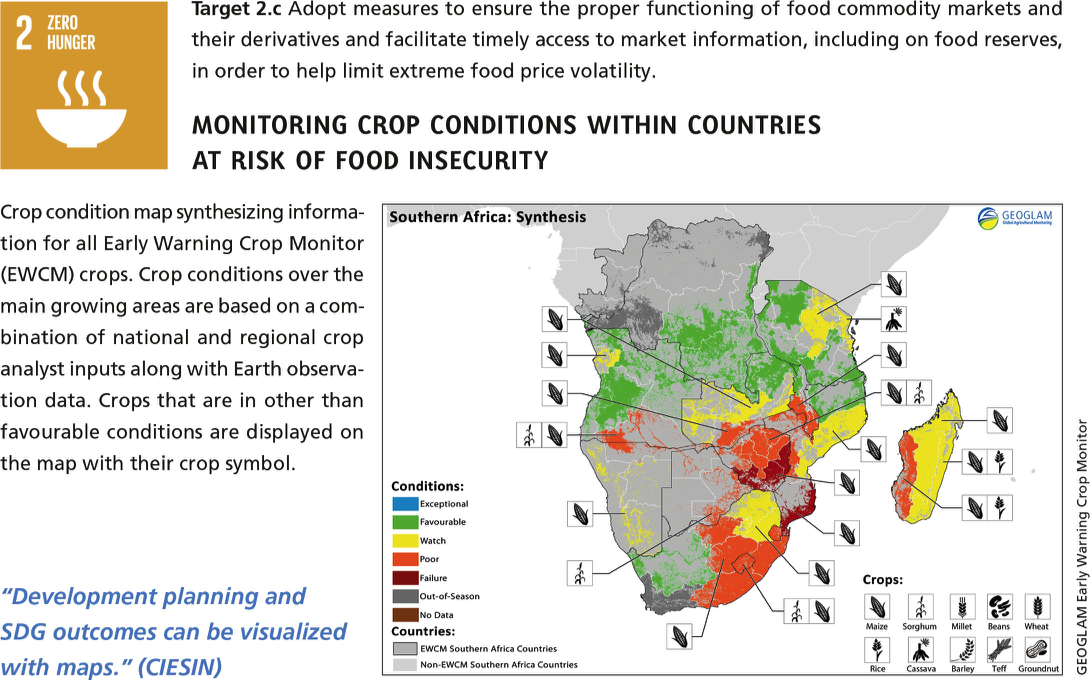 2 ZERO
HUNGER
Target 2.c Adopt measures to ensure the proper functioning of food commodity markets and
their derivatives and facilitate timely access to market information, including on food reserves,
in order to help limit extreme food price volatility.
MONITORING CROP CONDITIONS WITHIN COUNTRIES
AT RISK OF FOOD INSECURITY
Crop condition map synthesizing informa-
tion for all Early Warning Crop Monitor
(EWCM) crops. Crop conditions over the
main growing areas are based on a com-
bination of national and regional crop
analyst inputs along with Earth observa-
tion data. Crops that are in other than
favourable conditions are displayed on
the map with their crop symbol.
“Development planning and
SDG outcomes can be visualized
with maps.” (CIESIN)
Southern Africa: Synthesis
GEOGLAM
Global Agricultural Monitoring
Conditions:
Exceptional
Favourable
Watch
Poor
Failure
Out-of-Season
No Data
Countries:
EWCM Southern Africa Countries
Non-EWCM Southern Africa Countries
Crops:
Maize Sorghum Millet Beans Wheat
Rice Cassava Barley Teff Groundnut
GEOGLAM Early Warning Crop Monitor